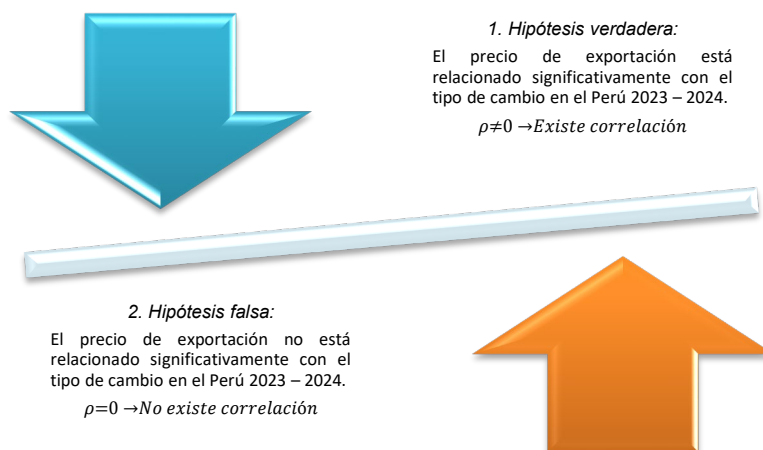 1. Hipótesis verdadera:
El precio de exportación está
relacionado significativamente con el
tipo de cambio en el Perú 2023 – 2024.
𝜌≠0 →𝐸𝑥𝑖𝑠𝑡𝑒 𝑐𝑜𝑟𝑟𝑒𝑙𝑎𝑐𝑖ó𝑛
2. Hipótesis falsa:
El precio de exportación no está
relacionado significativamente con el
tipo de cambio en el Perú 2023 – 2024.
𝜌=0 →𝑁𝑜 𝑒𝑥𝑖𝑠𝑡𝑒 𝑐𝑜𝑟𝑟𝑒𝑙𝑎𝑐𝑖ó𝑛